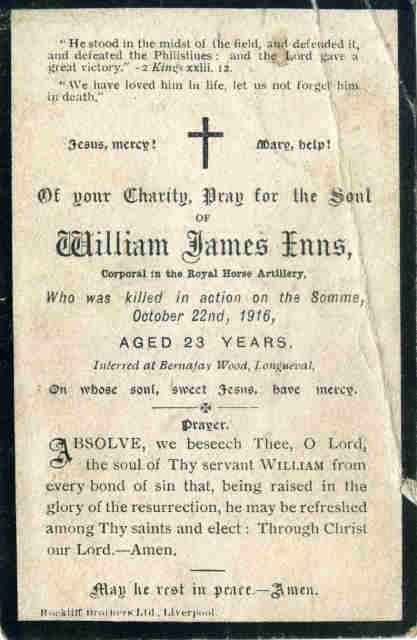 "He stood in the midst of the field, and defended it,
and defeated the Philistines: and the Lord gave a
great victory."—2 Kings xxiii. 12.
"We have loved him in life, let us not forget him
in death."
Jesus, mercy! Mary, help!
Of your Charity, Pray for the Soul
OF
William James Inns,
Corporal in the Royal Horse Artillery,
Who was killed in action on the Somme,
October 22nd, 1916,
AGED 23 YEARS.
Interred at Bernafay Wood, Longueval.
On whose soul, sweet Jesus, have mercy.
Prayer.
ABSOLVE, we beseech Thee, O Lord,
the soul of Thy servant WILLIAM from
every bond of sin that, being raised in the
glory of the resurrection, he may be refreshed
among Thy saints and elect: Through Christ
our Lord.—Amen.
May he rest in peace.—Amen.
Rockliff Brothers Ltd., Liverpool.